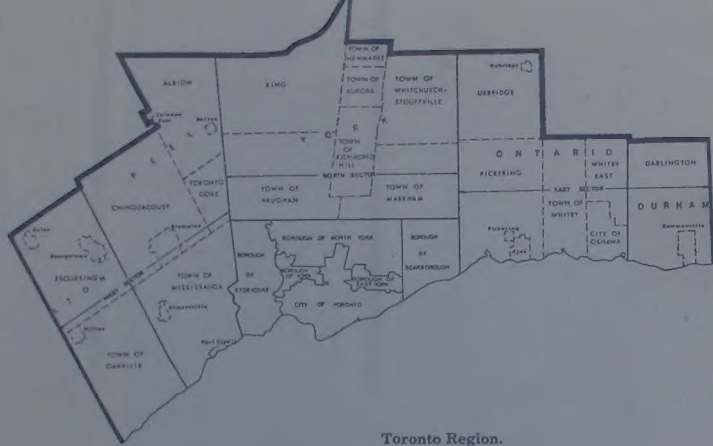 TOWN OF
NEWMARKET
ALBION
KING
TOWN OF
AURORA
TOWN OF
WHITCHURCH-
STOUFFVILLE
Uxbridge
UXBRIDGE
Caledon
East
Bolton
YORK
TOWN
OF
RICHMOND
HILL
NORTH SECTOR
PEEL
TORONTO
GORE
CHINGUACOUSY
TOWN OF
VAUGHAN
TOWN OF
MARKHAM
ONTARIO
PICKERING
WHITBY
EAST
DARLINGTON
EAST SECTOR
TOWN OF
WHITBY
DURHAM
CITY OF
OSHAWA
Bowmanville
Pickering
Ajax
Acton
Georgetown
Brampton
ESQUESING
WEST SECTOR
BOROUGH OF NORTH YORK
BOROUGH
OF
ETOBICOKE
BOROUGH
OF YORK
BOROUGH OF
EAST YORK
BOROUGH
OF
SCARBOROUGH
CITY OF TORONTO
TOWN OF
MISSISSAUGA
Streetsville
Milton
Port Credit
TOWN OF
OAKVILLE
Toronto Region.